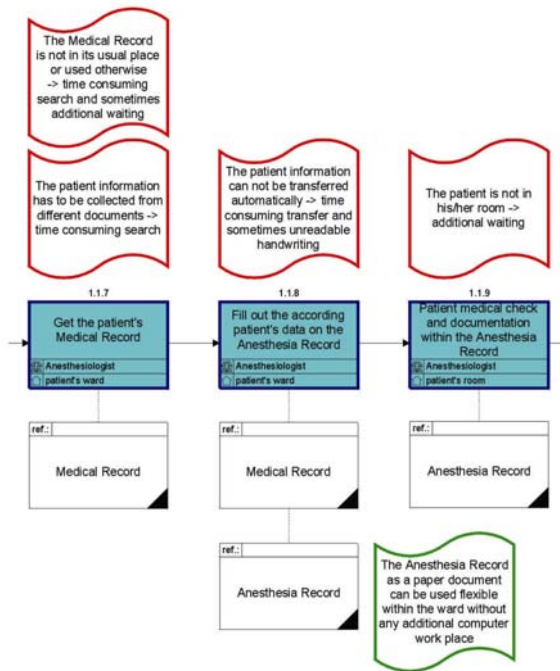 The Medical Record
is not in its usual place
or used otherwise
-> time consuming
search and sometimes
additional waiting
The patient information
has to be collected from
different documents ->
time consuming search
The patient information
can not be transferred
automatically -> time
consuming transfer and
sometimes unreadable
handwriting
The patient is not in
his/her room ->
additional waiting
1.1.7
Get the patient's
Medical Record
Anesthesiologist
patient's ward
1.1.8
Fill out the according
patient's data on the
Anesthesia Record
Anesthesiologist
patient's ward
1.1.9
Patient medical check
and documentation
within the Anesthesia
Record
Anesthesiologist
patient's room
ref.:
Medical Record
ref.:
Medical Record
ref.:
Anesthesia Record
ref.:
Anesthesia Record
The Anesthesia Record
as a paper document
can be used flexible
within the ward without
any additional computer
work place